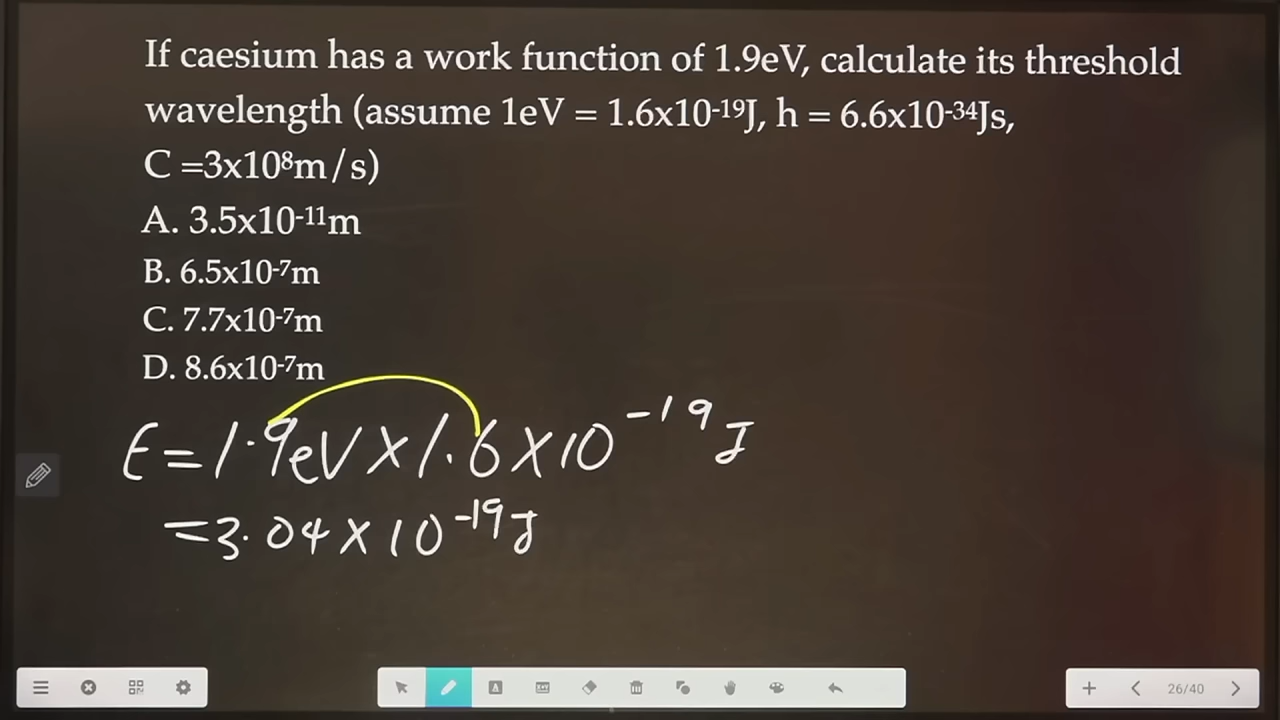 If caesium has a work function of 1.9eV, calculate its threshold
wavelength (assume 1eV = 1.6x10⁻¹⁹J, h = 6.6x10⁻³⁴Js,
C =3x10⁸m/s)
A. 3.5x10⁻¹¹m
B. 6.5x10⁻⁷m
C. 7.7x10⁻⁷m
D. 8.6x10⁻⁷m
E = 1.9eV X 1.6 X 10⁻¹⁹J
= 3.04 X 10⁻¹⁹J
26/40